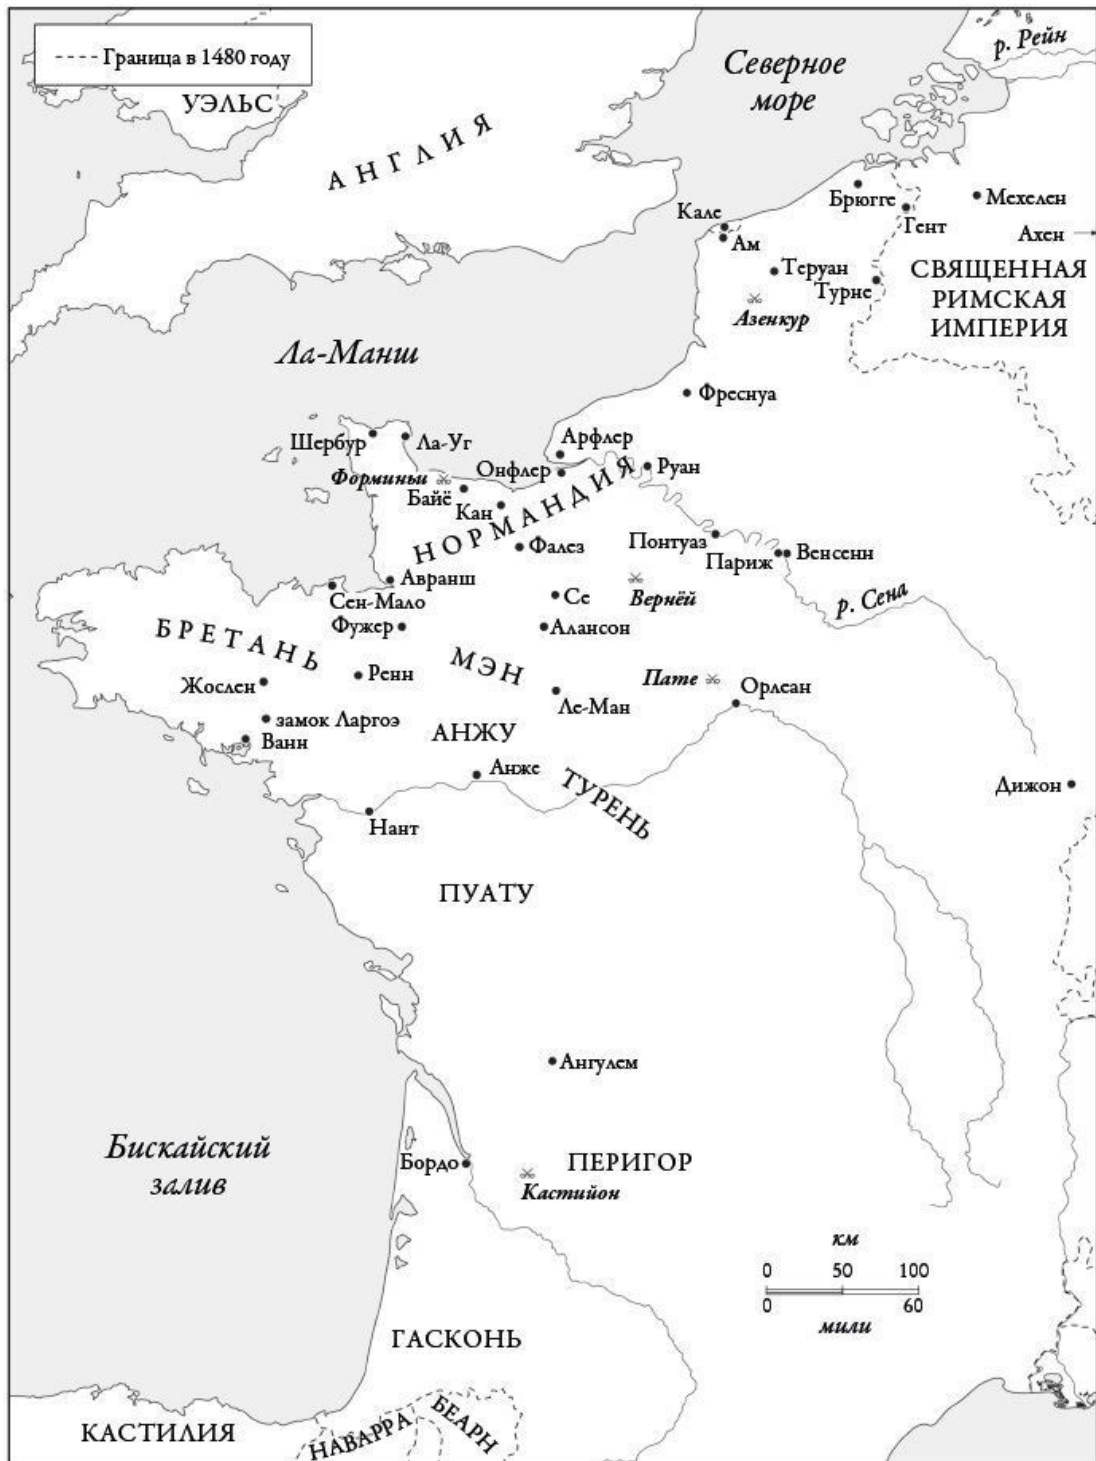 Граница в 1480 году
р. Рейн
Северное
море
УЭЛЬС
АНГЛИЯ
Брюгге
Мехелен
Кале
Гент
Ахен
Ам
Теруан
Турне
СВЯЩЕННАЯ
РИМСКАЯ
ИМПЕРИЯ
Азенкур
Ла-Манш
Фреснуа
Шербур
Ла-Уг
Арфлер
Форминьи
Онфлер
Руан
Байё
Кан
НОРМАНДИЯ
Фалез
Понтуаз
Париж
Венсенн
Авранш
Сен-Мало
Се
Вернёй
р. Сена
Фужер
Алансон
БРЕТАНЬ
МЭН
Ренн
Жослен
Пате
Орлеан
Ле-Ман
замок Ларгоэ
Ванн
АНЖУ
Анже
ТУРЕНЬ
Дижон
Нант
ПУАТУ
Ангулем
Бискайский
залив
Бордо
ПЕРИГОР
Кастийон
км
0 50 100
0 60
мили
ГАСКОНЬ
КАСТИЛИЯ
НАВАРРА
БЕАРН